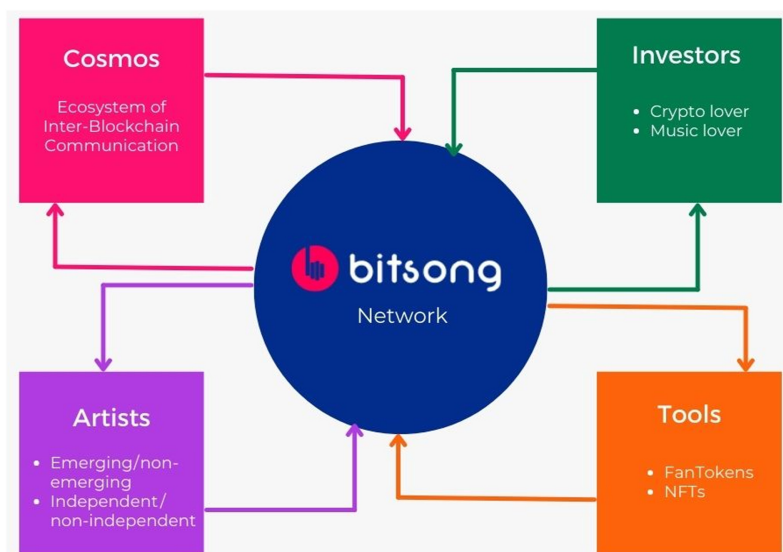 Cosmos
Ecosystem of
Inter-Blockchain
Communication
Investors
• Crypto lover
• Music lover
bitsong
Network
Artists
• Emerging/non-
emerging
• Independent/
non-independent
Tools
• FanTokens
• NFTs